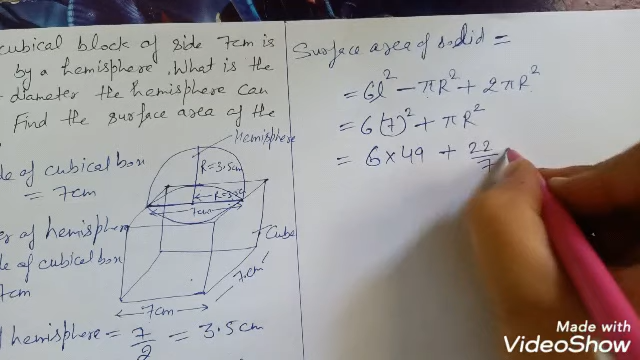 cubical block of side 7cm is
by a hemisphere. What is the
diameter the hemisphere can
Find the surface area of the
de of cubical box
= 7cm
er of hemisphere
de of cubical box
7cm
hemisphere = 7/2 = 3.5cm
Hemisphere
R=3.5cm
7cm
Cube
7cm
7cm
Surface area of solid =
= 6l² - πR² + 2πR²
= 6(7)² + πR²
= 6×49 + 22/7
Made with
VideoShow